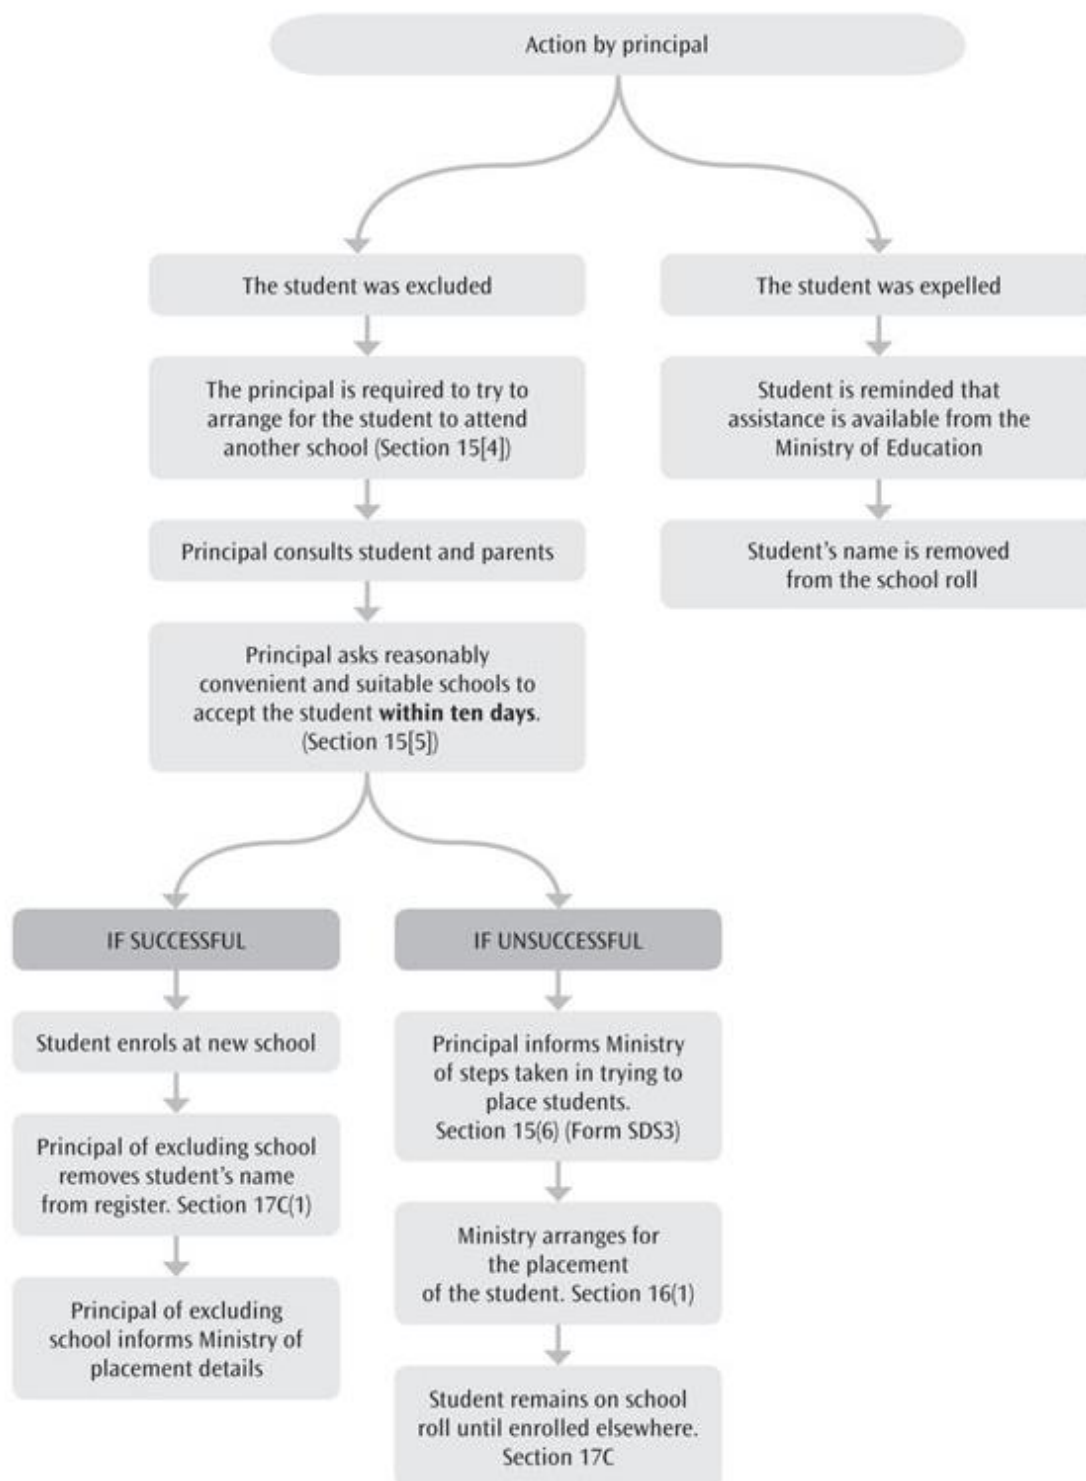 Action by principal
The student was excluded
The principal is required to try to
arrange for the student to attend
another school (Section 15[4])
Principal consults student and parents
Principal asks reasonably
convenient and suitable schools to
accept the student within ten days.
(Section 15[5])
The student was expelled
Student is reminded that
assistance is available from the
Ministry of Education
Student’s name is removed
from the school roll
IF SUCCESSFUL
Student enrols at new school
Principal of excluding school
removes student’s name
from register. Section 17C(1)
Principal of excluding
school informs Ministry of
placement details
IF UNSUCCESSFUL
Principal informs Ministry
of steps taken in trying to
place students.
Section 15(6) (Form SDS3)
Ministry arranges for
the placement
of the student. Section 16(1)
Student remains on school
roll until enrolled elsewhere.
Section 17C